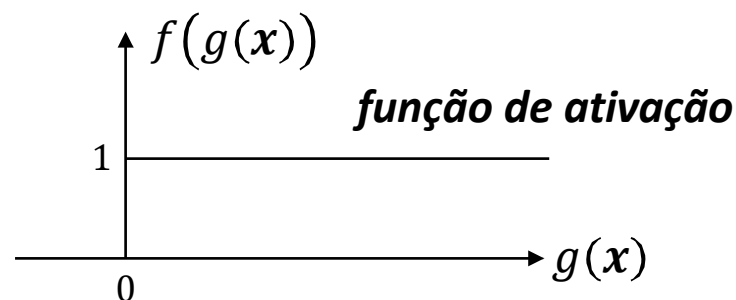 f(g(x))
função de ativação
1
g(x)
0